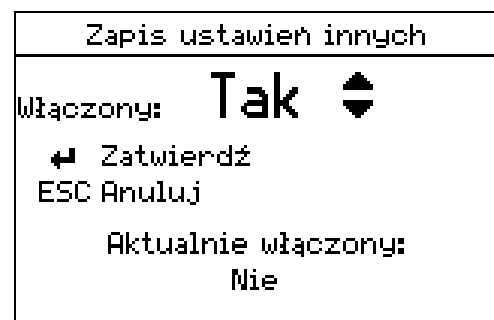 Zapis ustawień innych
Włączony: Tak
↵ Zatwierdź
ESC Anuluj
Aktualnie włączony:
Nie